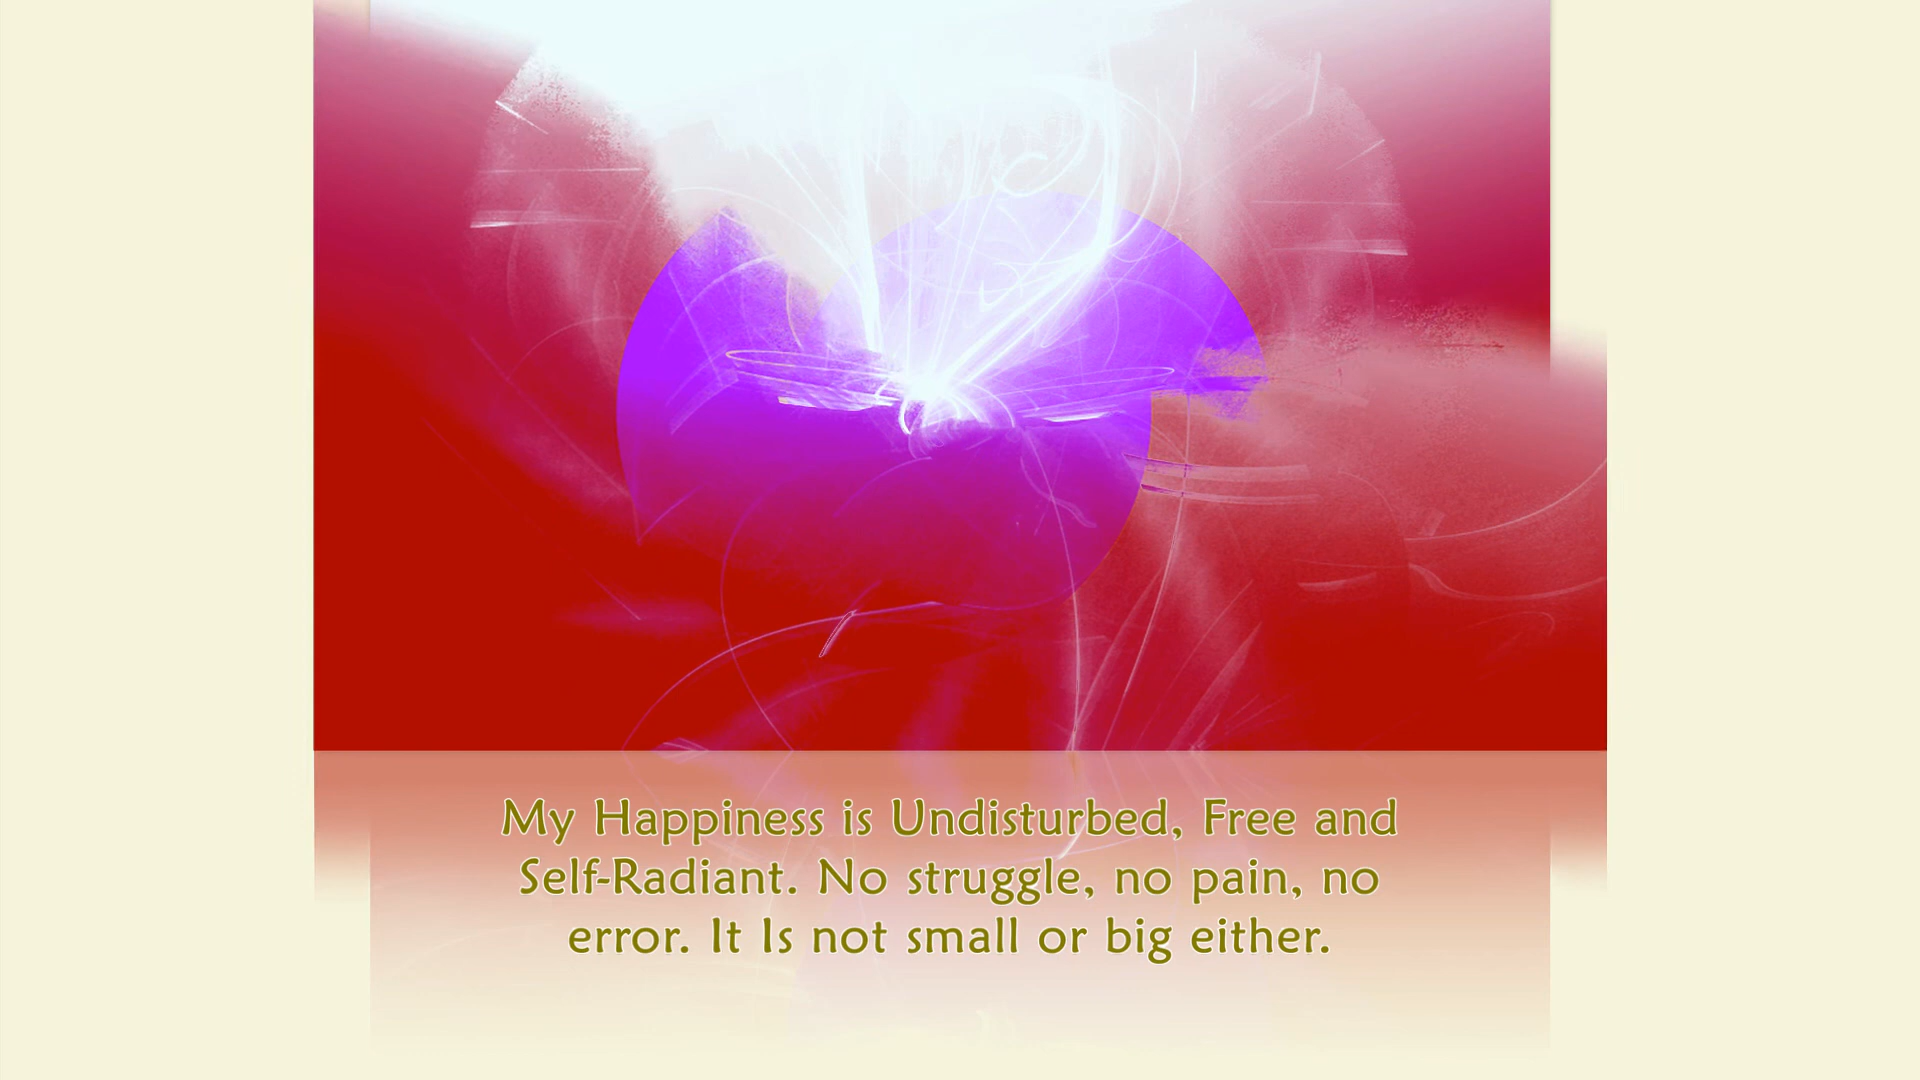 My Happiness is Undisturbed, Free and
Self-Radiant. No struggle, no pain, no
error. It Is not small or big either.